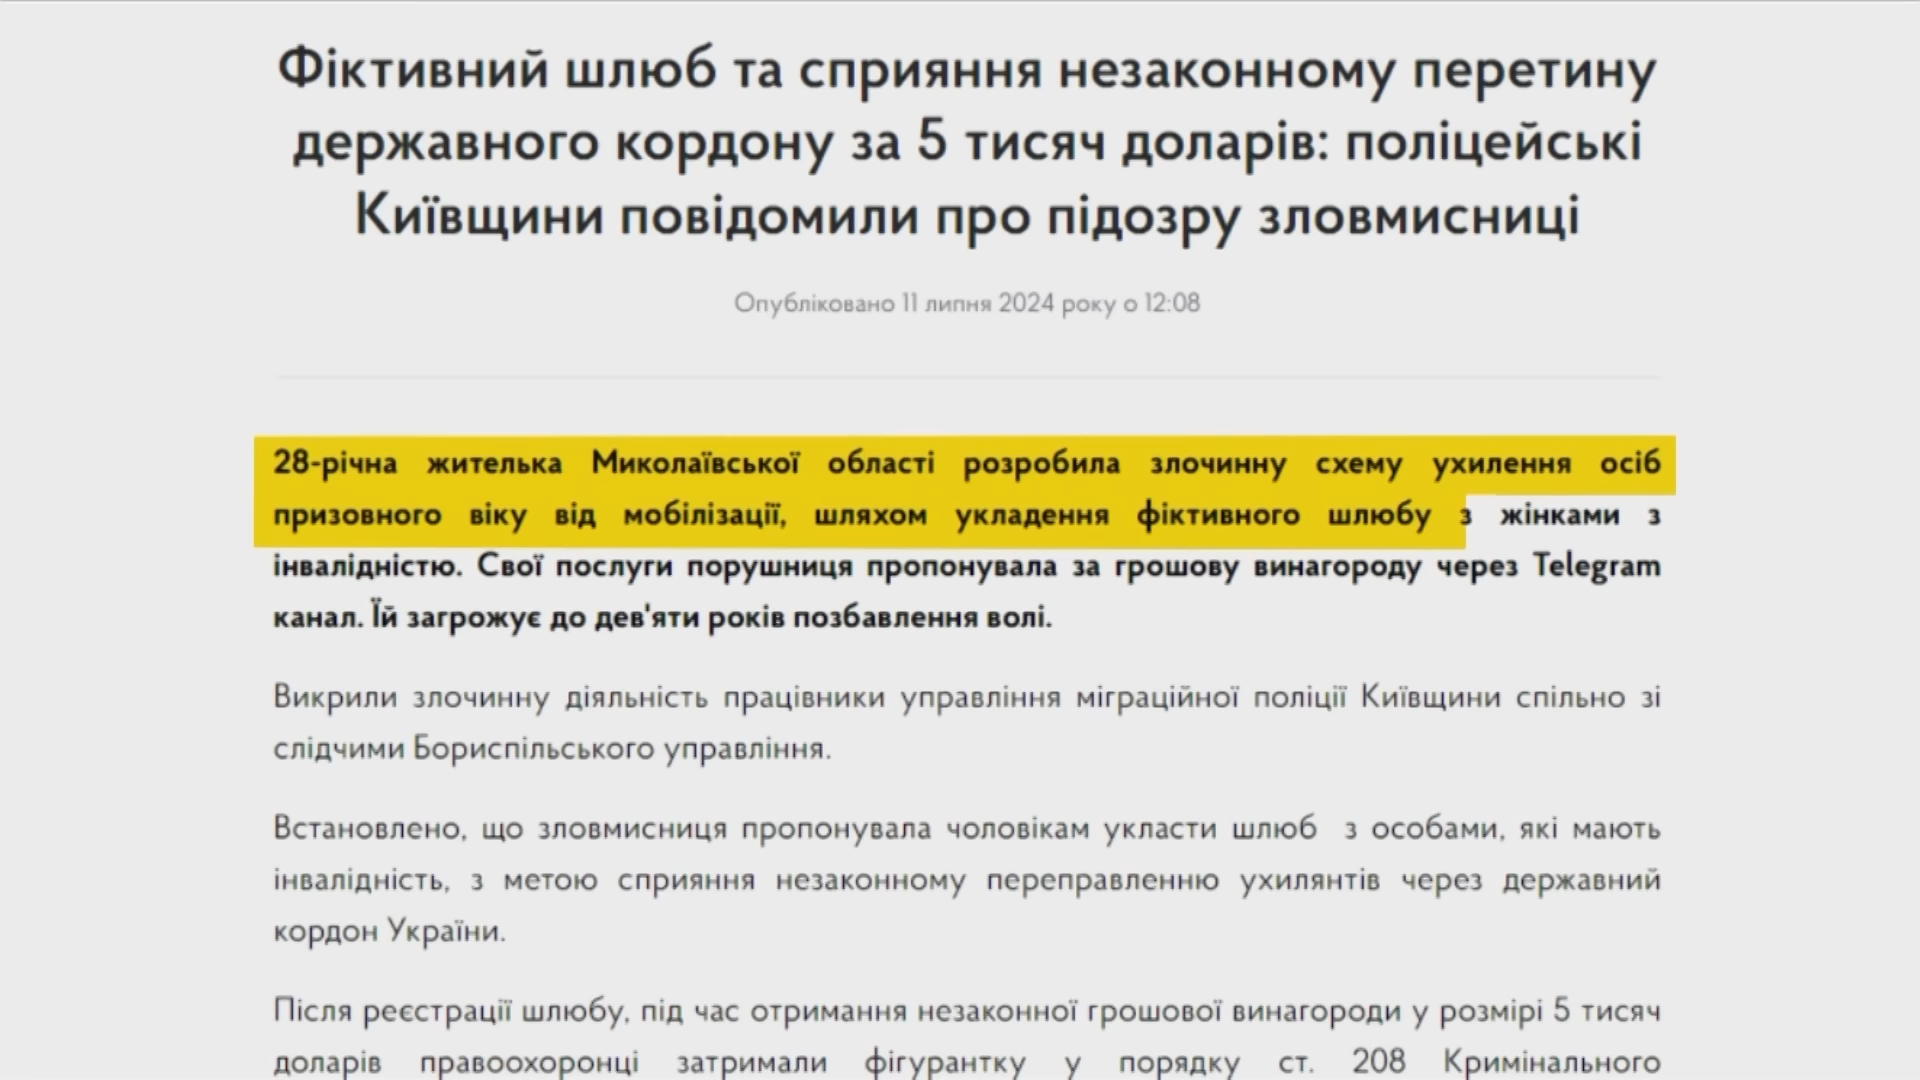 Фіктивний шлюб та сприяння незаконному перетину
державного кордону за 5 тисяч доларів: поліцейські
Київщини повідомили про підозру зловмисниці
Опубліковано 11 липня 2024 року о 12:08
28-річна жителька Миколаївської області розробила злочинну схему ухилення осіб
призовного віку від мобілізації, шляхом укладення фіктивного шлюбу з жінками з
інвалідністю. Свої послуги порушниця пропонувала за грошову винагороду через Telegram
канал. Їй загрожує до дев'яти років позбавлення волі.
Викрили злочинну діяльність працівники управління міграційної поліції Київщини спільно зі
слідчими Бориспільського управління.
Встановлено, що зловмисниця пропонувала чоловікам укласти шлюб з особами, які мають
інвалідність, з метою сприяння незаконному переправленню ухилянтів через державний
кордон України.
Після реєстрації шлюбу, під час отримання незаконної грошової винагороди у розмірі 5 тисяч
доларів правоохоронці затримали фігурантку у порядку ст. 208 Кримінального